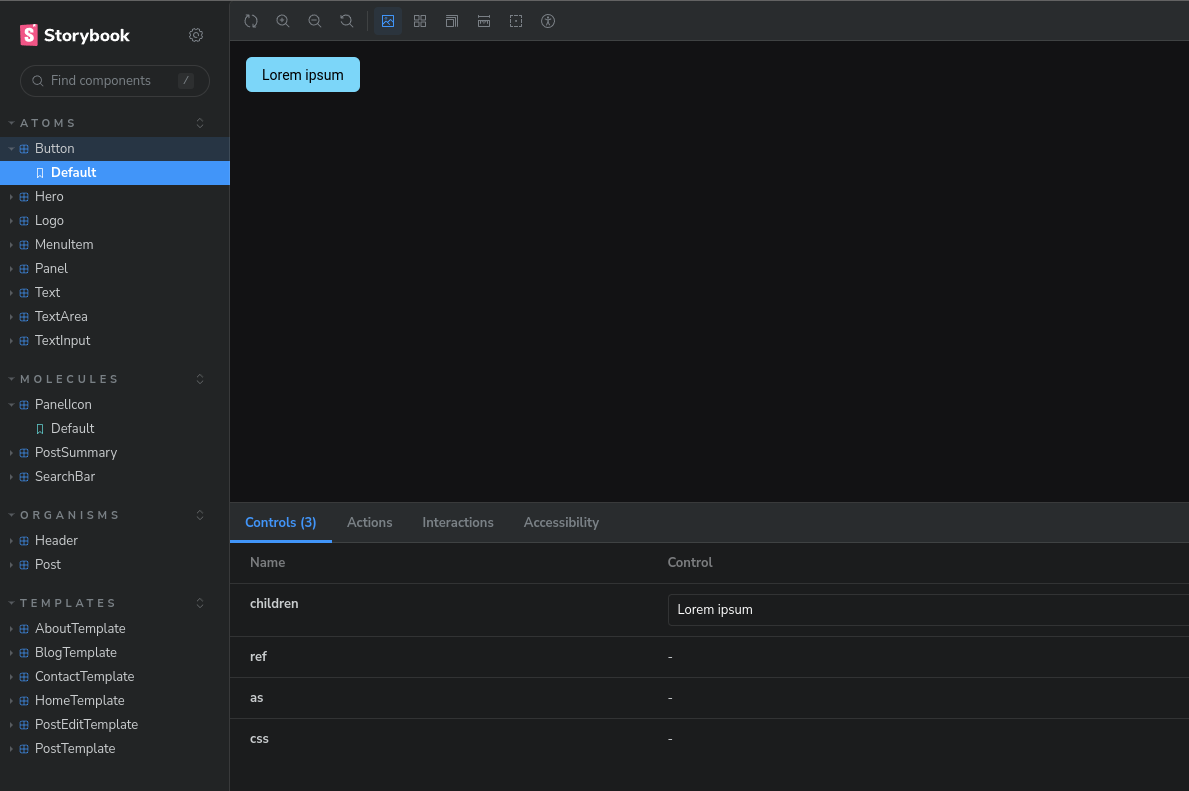 Storybook
Find components /
ATOMS
Button
Default
Hero
Logo
MenuItem
Panel
Text
TextArea
TextInput
MOLECULES
PanelIcon
Default
PostSummary
SearchBar
ORGANISMS
Header
Post
TEMPLATES
AboutTemplate
BlogTemplate
ContactTemplate
HomeTemplate
PostEditTemplate
PostTemplate
Lorem ipsum
Controls (3) Actions Interactions Accessibility
Name Control
children Lorem ipsum
ref -
as -
css -